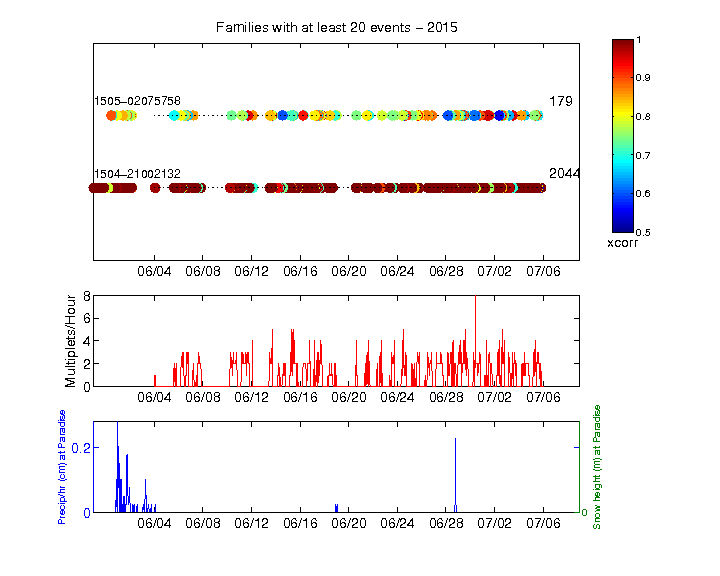 Families with at least 20 events – 2015
1505–02075758
179
1504–21002132
2044
06/04 06/08 06/12 06/16 06/20 06/24 06/28 07/02 07/06
1
0.9
0.8
0.7
0.6
0.5
xcorr
Multiplets/Hour
8
6
4
2
0
06/04 06/08 06/12 06/16 06/20 06/24 06/28 07/02 07/06
Precip/hr (cm) at Paradise
0.2
0
06/04 06/08 06/12 06/16 06/20 06/24 06/28 07/02 07/06
0
Snow height (m) at Paradise